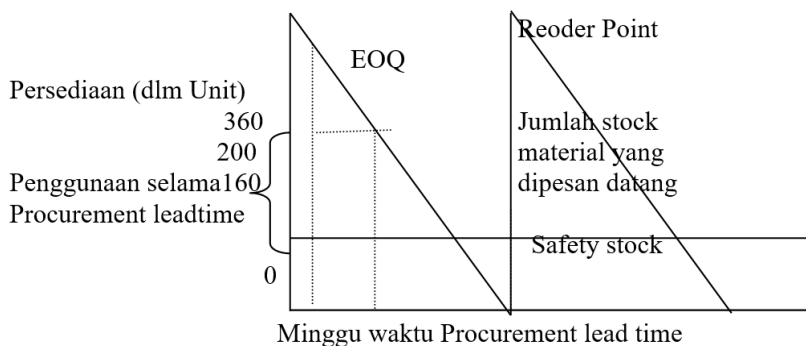 Reoder Point
EOQ
Persediaan (dlm Unit)
360
Jumlah stock
200
material yang
Penggunaan selama160
dipesan datang
Procurement leadtime
Safety stock
0
Minggu waktu Procurement lead time